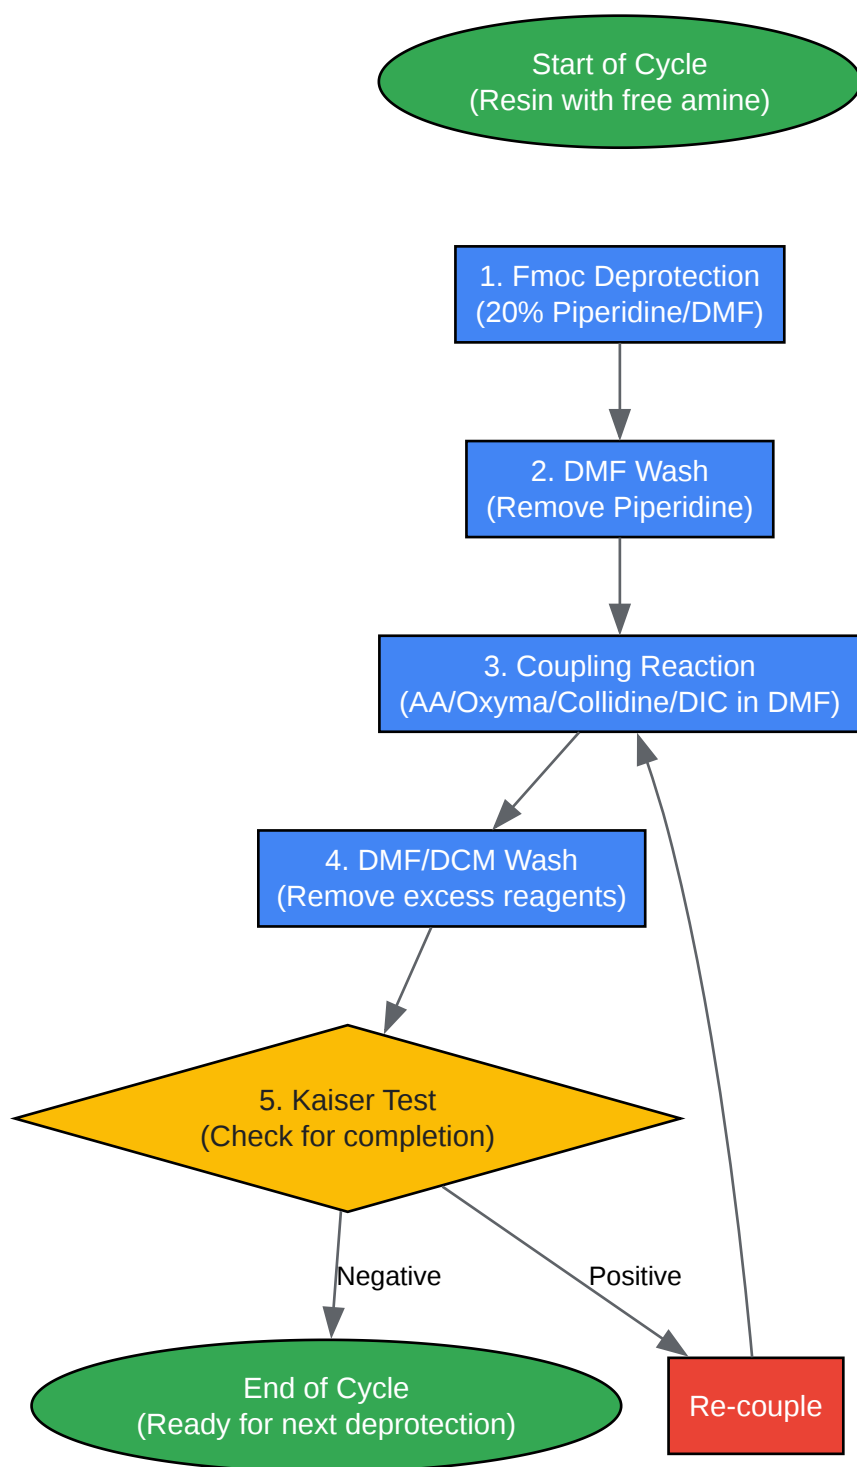 Start of Cycle
(Resin with free amine)
1. Fmoc Deprotection
(20% Piperidine/DMF)
2. DMF Wash
(Remove Piperidine)
3. Coupling Reaction
(AA/Oxyma/Collidine/DIC in DMF)
4. DMF/DCM Wash
(Remove excess reagents)
5. Kaiser Test
(Check for completion)
Negative
Positive
End of Cycle
(Ready for next deprotection)
Re-couple